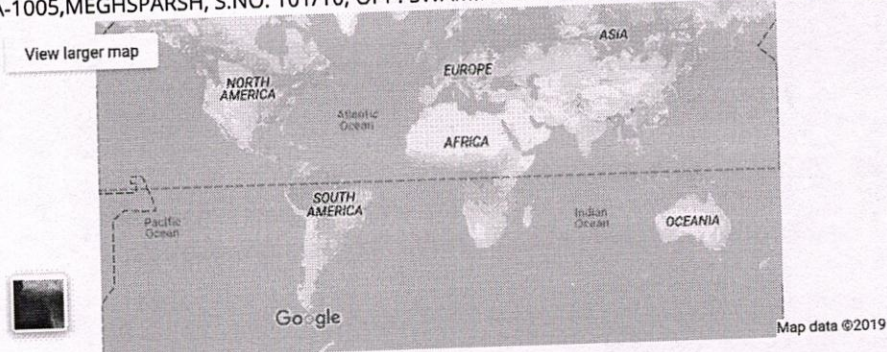 A-1005,MEGHSPARSH, S.NO. 101/10, OPP.
View larger map
ASIA
EUROPE
NORTH
AMERICA
Atlantic
Ocean
AFRICA
SOUTH
AMERICA
Pacific
Ocean
Indian
Ocean
OCEANIA
Google
Map data ©2019